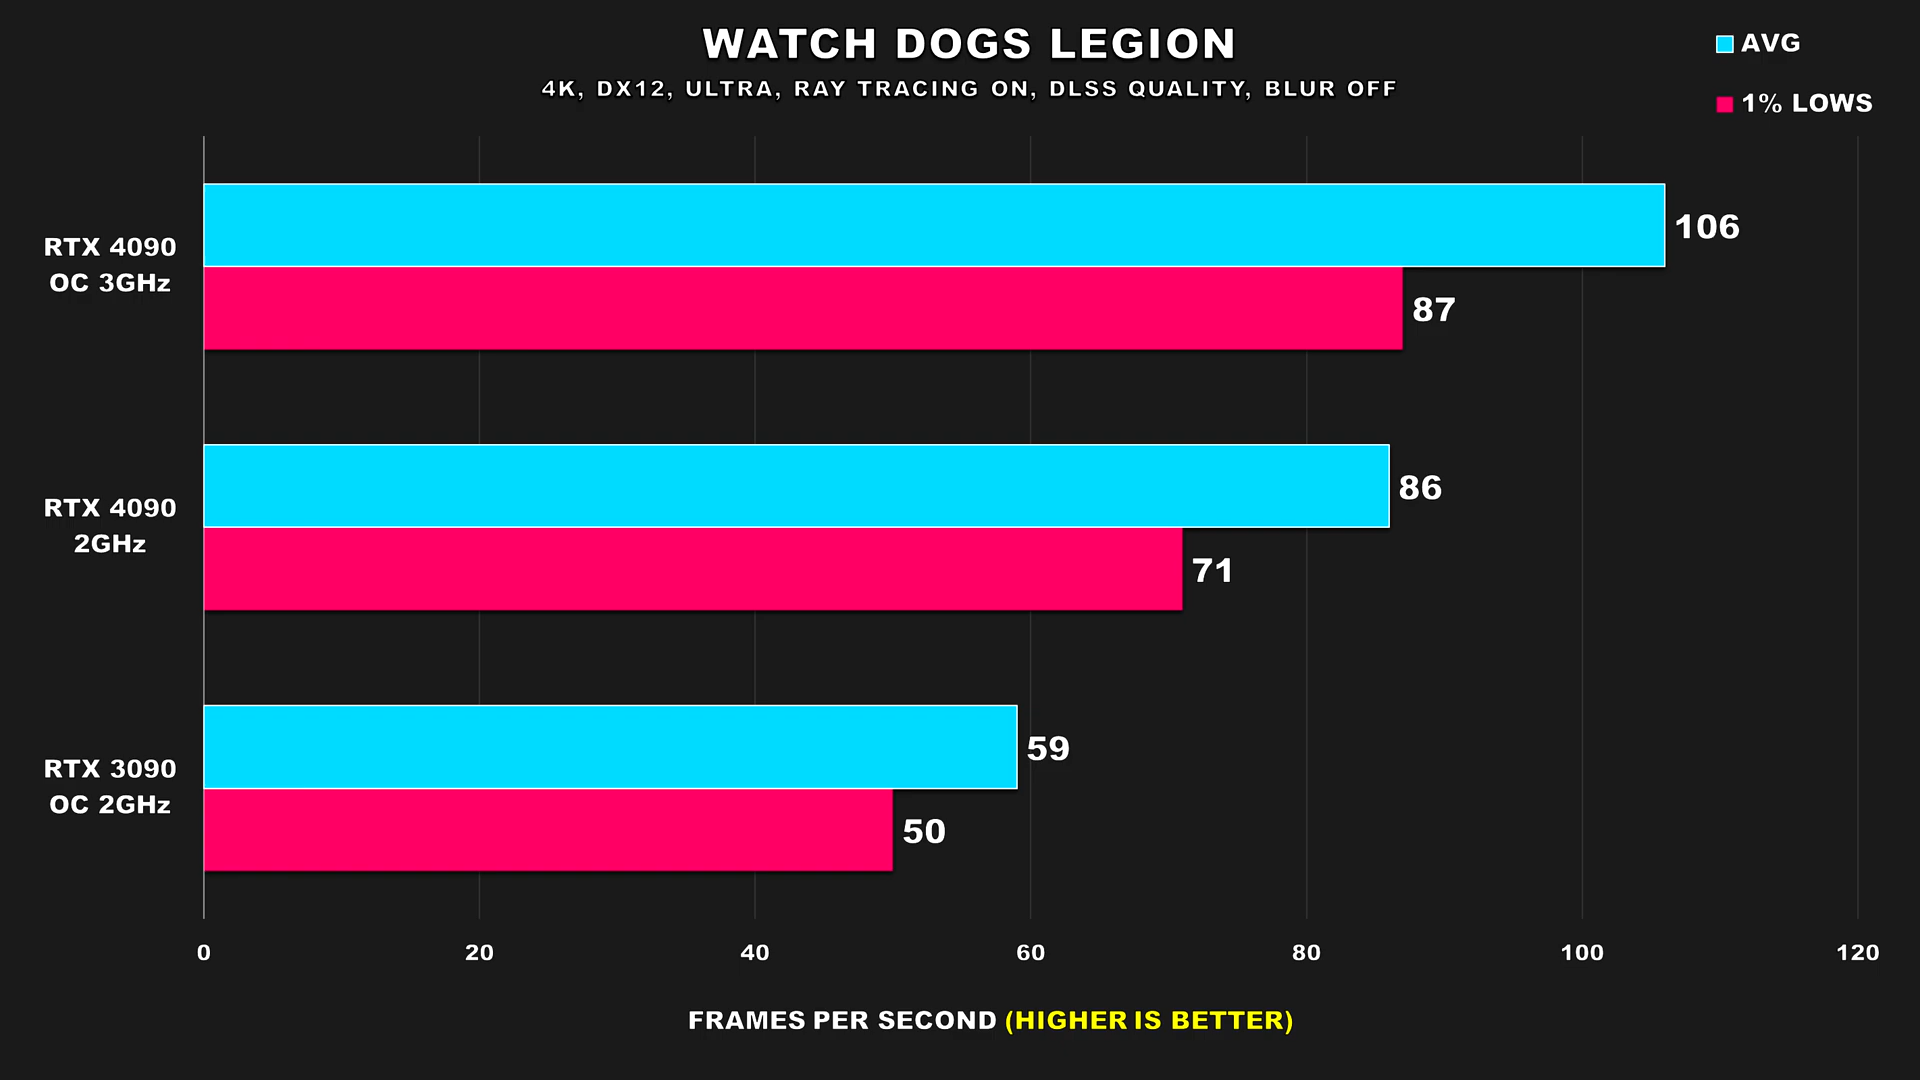 WATCH DOGS LEGION
4K, DX12, ULTRA, RAY TRACING ON, DLSS QUALITY, BLUR OFF
AVG
1% LOWS
RTX 4090
OC 3GHz
106
87
RTX 4090
2GHz
86
71
RTX 3090
OC 2GHz
59
50
0 20 40 60 80 100 120
FRAMES PER SECOND (HIGHER IS BETTER)